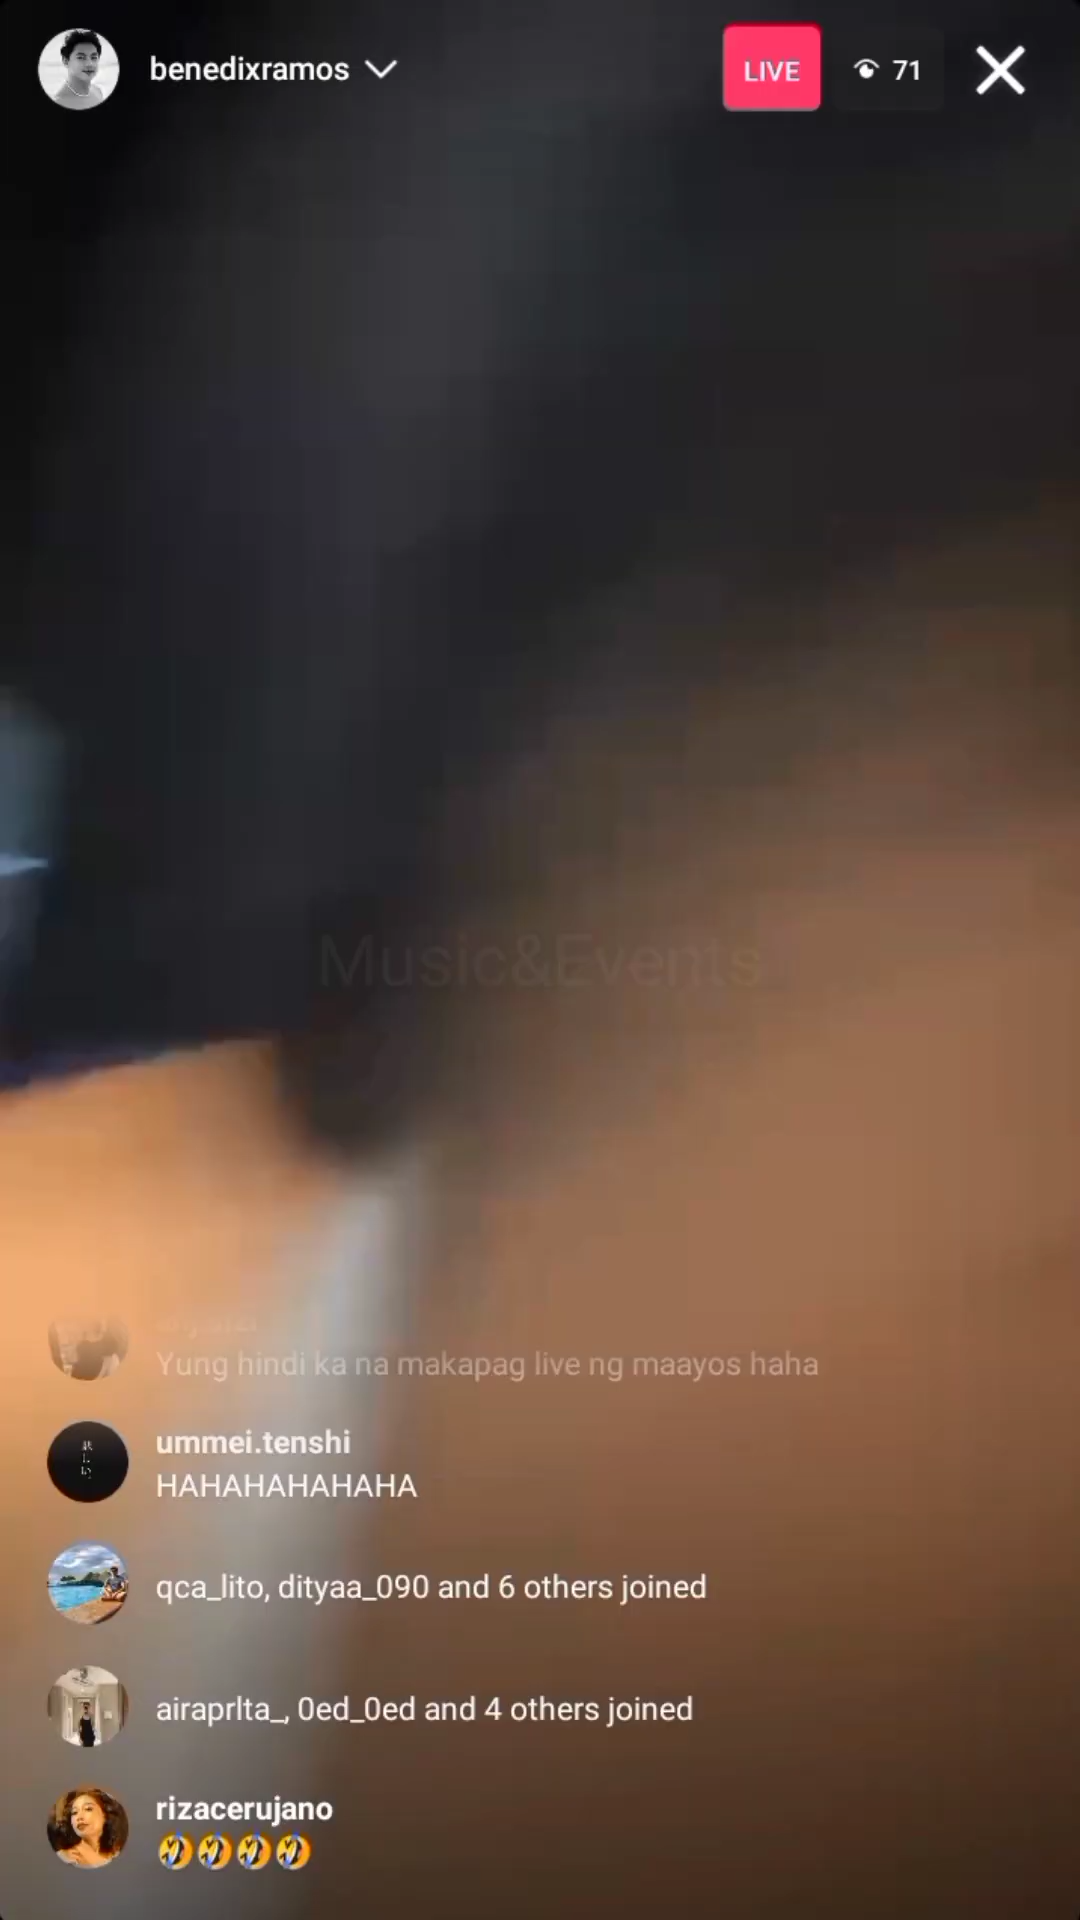 benedixramos
LIVE
71
Music&Events
Yung hindi ka na makapag live ng maayos haha
ummei.tenshi
HAHAHAHAHAHA
qca_lito, dityaa_090 and 6 others joined
airaprlta_, 0ed_0ed and 4 others joined
rizacerujano
🤣🤣🤣🤣